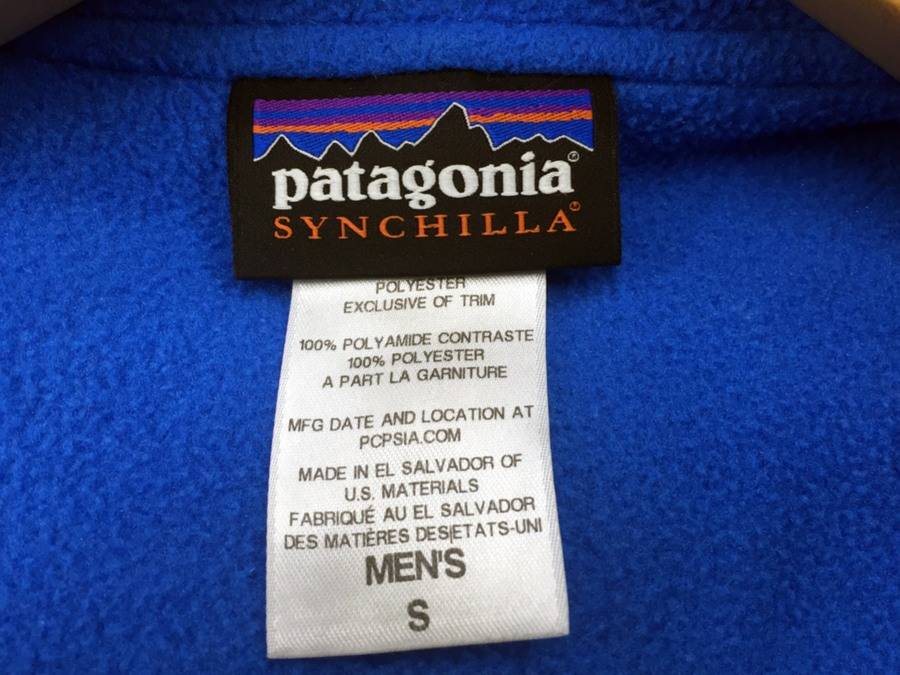 patagonia®
SYNCHILLA®
POLYESTER
EXCLUSIVE OF TRIM
100% POLYAMIDE CONTRASTE
100% POLYESTER
A PART LA GARNITURE
MFG DATE AND LOCATION AT
PCPSIA.COM
MADE IN EL SALVADOR OF
U.S. MATERIALS
FABRIQUÉ AU EL SALVADOR
DES MATIÈRES DES ETATS-UNI
MEN'S
S